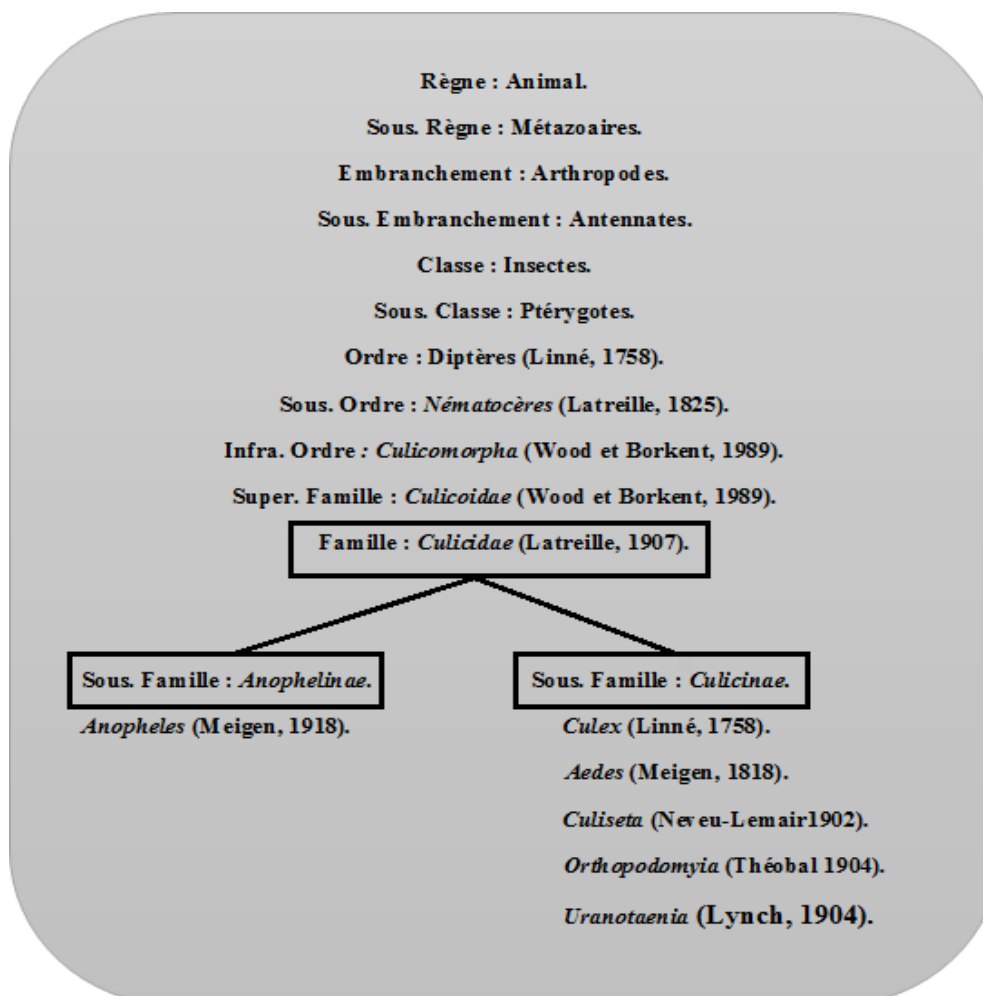 Règne : Animal.
Sous. Règne : Métazoaires.
Embranchement : Arthropodes.
Sous. Embranchement : Antennates.
Classe : Insectes.
Sous. Classe : Ptérygotes.
Ordre : Diptères (Linné, 1758).
Sous. Ordre : Nématocères (Latreille, 1825).
Infra. Ordre : Culicomorpha (Wood et Borkent, 1989).
Super. Famille : Culicoidae (Wood et Borkent, 1989).
Famille : Culicidae (Latreille, 1907).
Sous. Famille : Anophelinae.
Anopheles (Meigen, 1918).
Sous. Famille : Culicinae.
Culex (Linné, 1758).
Aedes (Meigen, 1818).
Culiseta (Neveu-Lemair1902).
Orthopodomyia (Théobal 1904).
Uranotaenia (Lynch, 1904).